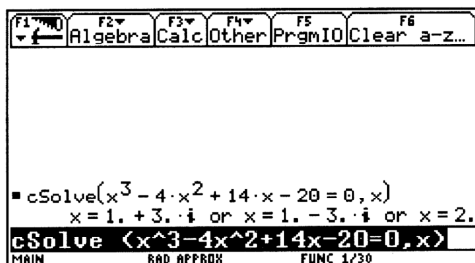 F1 F2▾ Algebra F3▾ Calc F4▾ Other F5 PrgmIO F6 Clear a-z…
■ cSolve(x³ - 4·x² + 14·x - 20 = 0, x)
x = 1. + 3.·i or x = 1. - 3.·i or x = 2.
cSolve (x^3-4x^2+14x-20=0,x)
MAIN RAD APPROX FUNC 1/30